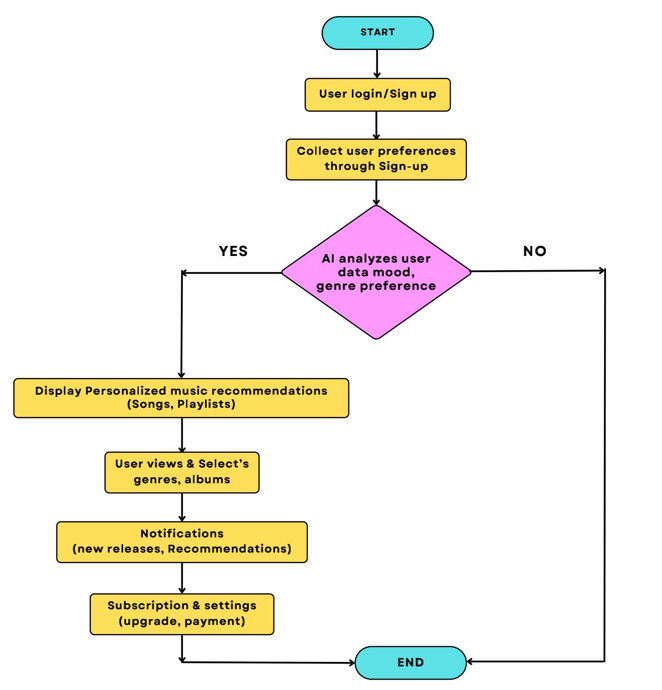 START
User login/Sign up
Collect user preferences
through Sign-up
YES
NO
AI analyzes user
data mood,
genre preference
Display Personalized music recommendations
(Songs, Playlists)
User views & Select's
genres, albums
Notifications
(new releases, Recommendations)
Subscription & settings
(upgrade, payment)
END